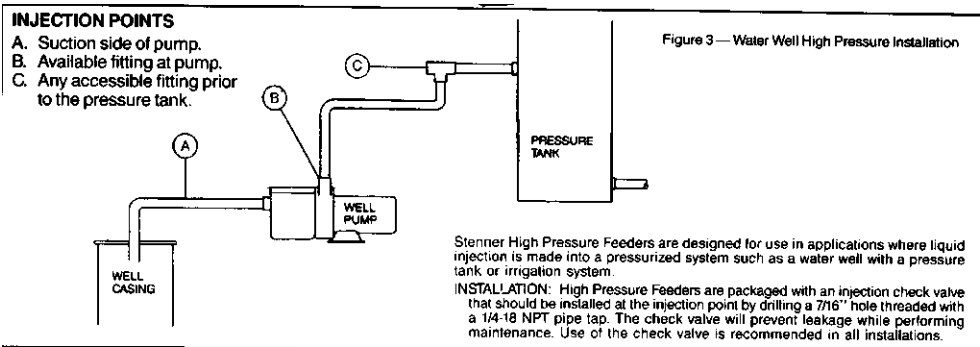 INJECTION POINTS
A. Suction side of pump.
B. Available fitting at pump.
C. Any accessible fitting prior
to the pressure tank.
Figure 3 — Water Well High Pressure Installation
C
B
A
PRESSURE
TANK
WELL
PUMP
WELL
CASING
Stenner High Pressure Feeders are designed for use in applications where liquid
injection is made into a pressurized system such as a water well with a pressure
tank or irrigation system.
INSTALLATION: High Pressure Feeders are packaged with an injection check valve
that should be installed at the injection point by drilling a 7/16" hole threaded with
a 1/4-18 NPT pipe tap. The check valve will prevent leakage while performing
maintenance. Use of the check valve is recommended in all installations.